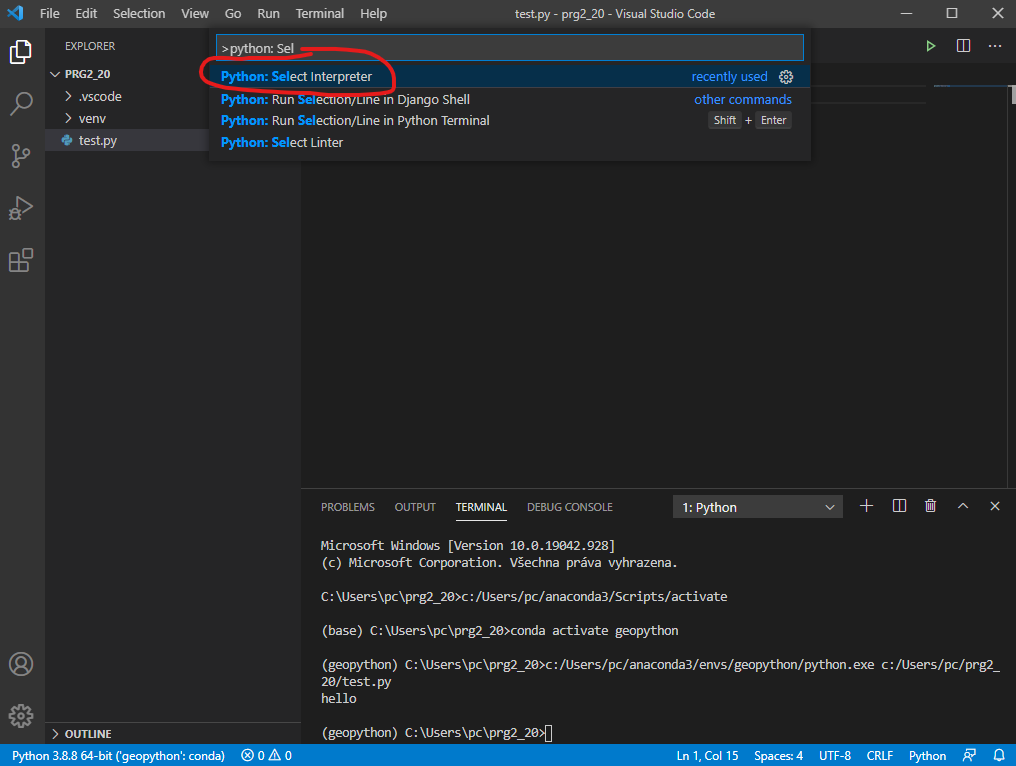 File Edit Selection View Go Run Terminal Help test.py - prg2_20 - Visual Studio Code
EXPLORER
PRG2_20
.vscode
venv
test.py
>python: Sel
Python: Select Interpreter recently used
Python: Run Selection/Line in Django Shell other commands
Python: Run Selection/Line in Python Terminal Shift + Enter
Python: Select Linter
PROBLEMS OUTPUT TERMINAL DEBUG CONSOLE 1: Python
Microsoft Windows [Version 10.0.19042.928]
(c) Microsoft Corporation. Všechna práva vyhrazena.
C:\Users\pc\prg2_20>c:/Users/pc/anaconda3/Scripts/activate
(base) C:\Users\pc\prg2_20>conda activate geopython
(geopython) C:\Users\pc\prg2_20>c:/Users/pc/anaconda3/envs/geopython/python.exe c:/Users/pc/prg2_
20/test.py
hello
(geopython) C:\Users\pc\prg2_20>
OUTLINE
Python 3.8.8 64-bit ('geopython': conda) 0 0 Ln 1, Col 15 Spaces: 4 UTF-8 CRLF Python